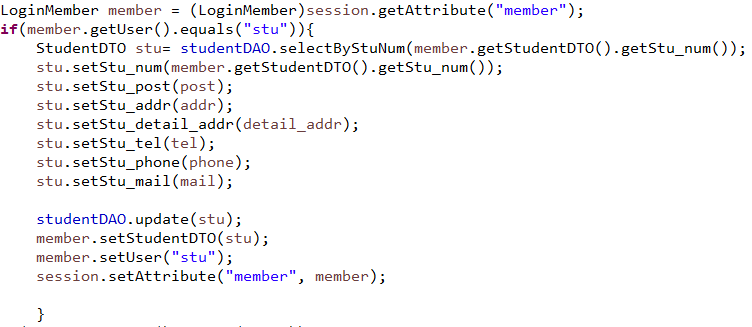 LoginMember member = (LoginMember)session.getAttribute("member");
if(member.getUser().equals("stu")){
    StudentDTO stu= studentDAO.selectByStuNum(member.getStudentDTO().getStu_num());
    stu.setStu_num(member.getStudentDTO().getStu_num());
    stu.setStu_post(post);
    stu.setStu_addr(addr);
    stu.setStu_detail_addr(detail_addr);
    stu.setStu_tel(tel);
    stu.setStu_phone(phone);
    stu.setStu_mail(mail);

    studentDAO.update(stu);
    member.setStudentDTO(stu);
    member.setUser("stu");
    session.setAttribute("member", member);

    }